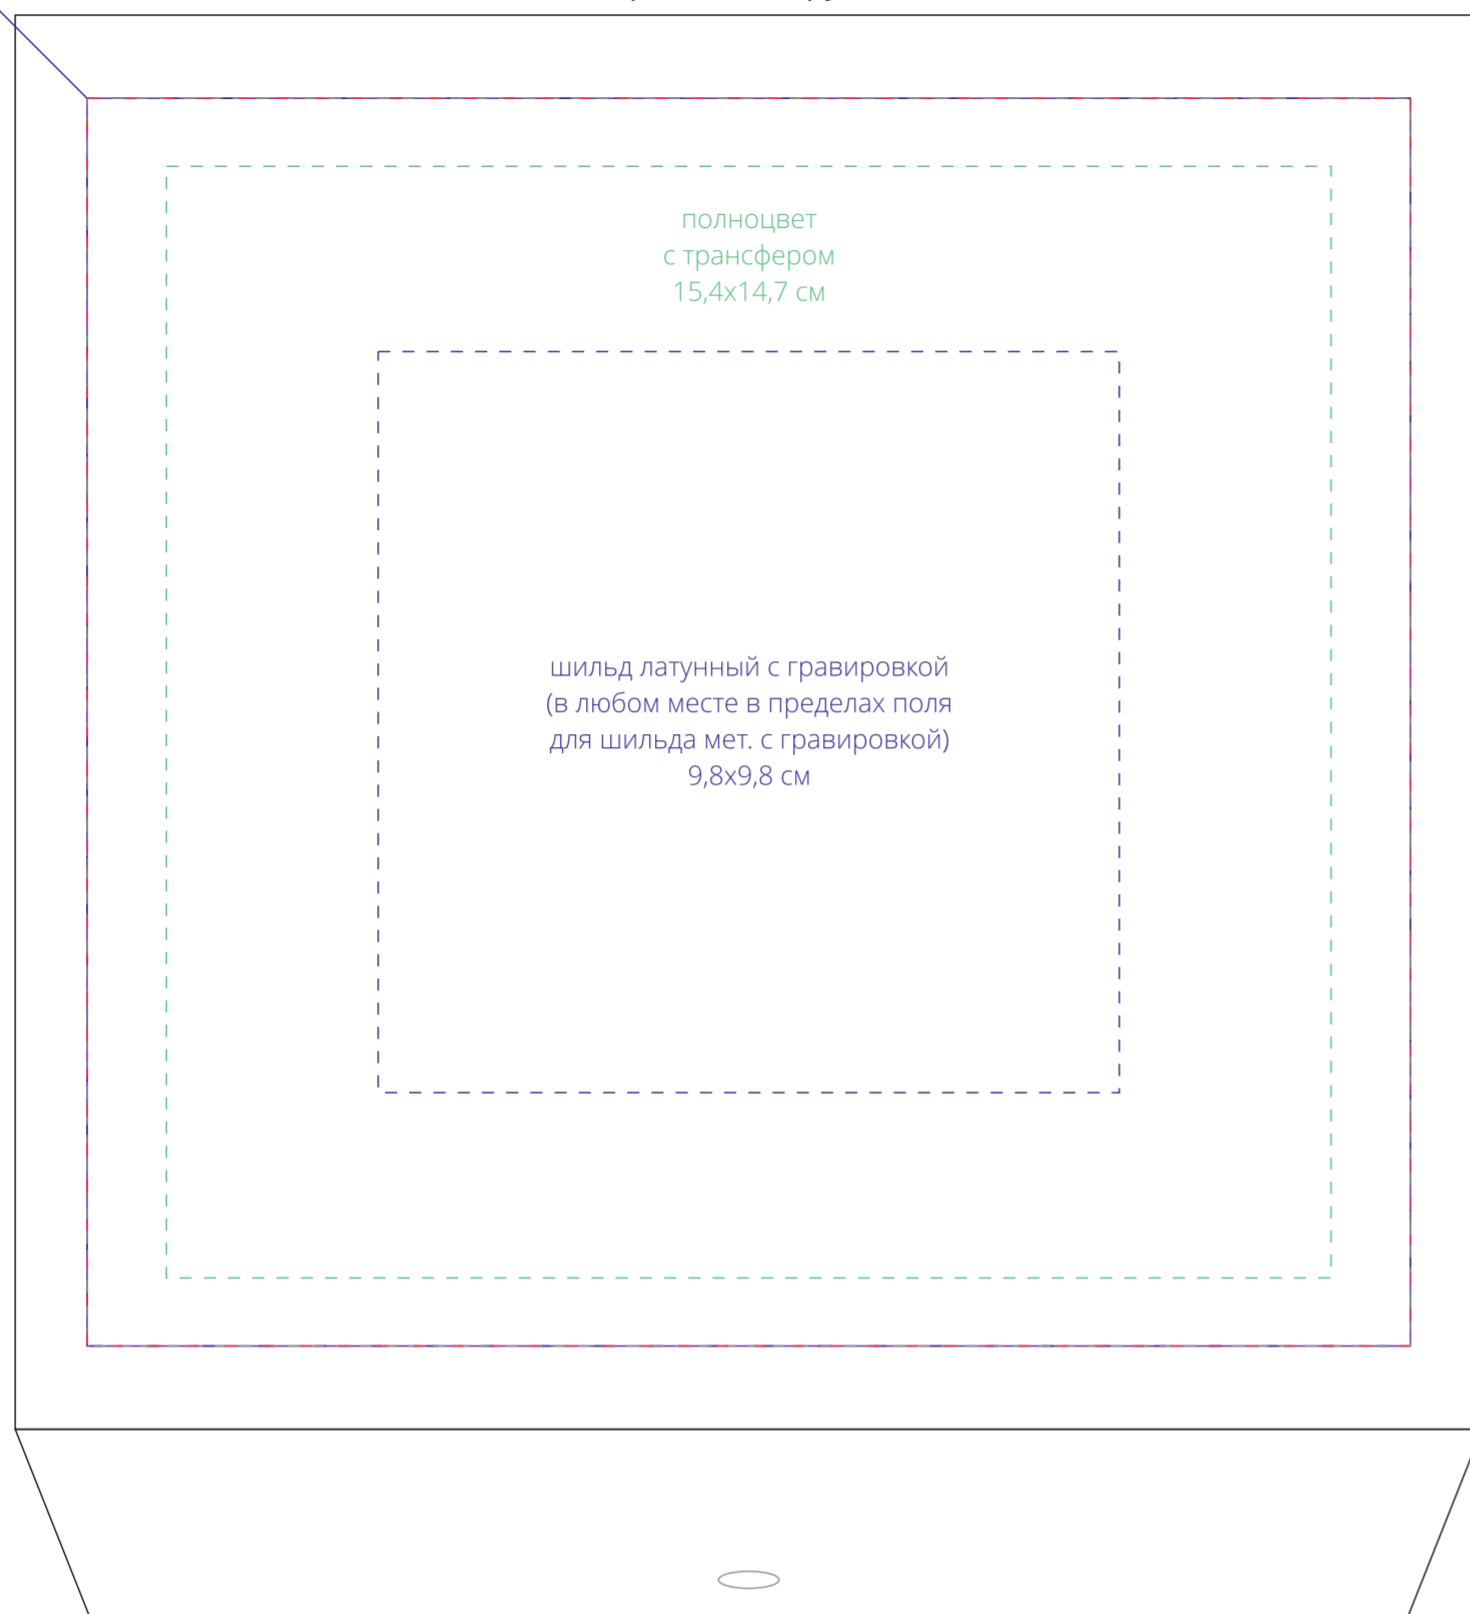 полноцвет
с трансфером
15,4х14,7 см
шильд латунный с гравировкой
(в любом месте в пределах поля
для шильда мет. с гравировкой)
9,8х9,8 см